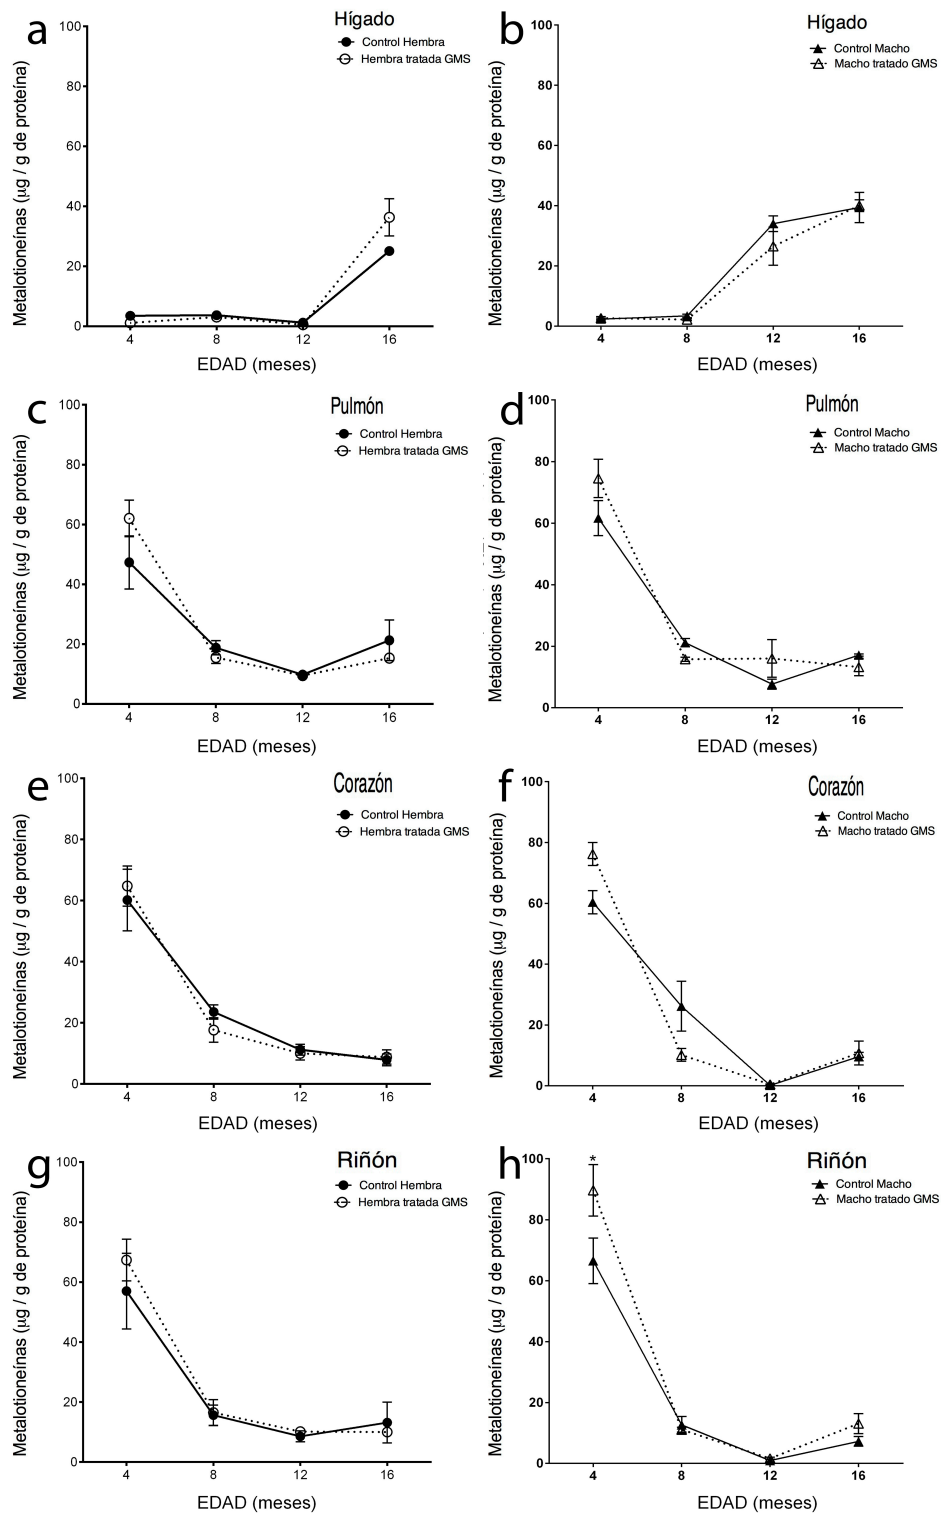 a
Hígado
Control Hembra
Hembra tratada GMS
Metalotioneínas (µg / g de proteína)
100
80
60
40
20
0
4 8 12 16
EDAD (meses)
b
Hígado
Control Macho
Macho tratado GMS
Metalotioneínas (µg / g de proteína)
100
80
60
40
20
0
4 8 12 16
EDAD (meses)
c
Pulmón
Control Hembra
Hembra tratada GMS
Metalotioneínas (µg / g de proteína)
100
80
60
40
20
0
4 8 12 16
EDAD (meses)
d
Pulmón
Control Macho
Macho tratado GMS
Metalotioneínas (µg / g de proteína)
100
80
60
40
20
0
4 8 12 16
EDAD (meses)
e
Corazón
Control Hembra
Hembra tratada GMS
Metalotioneínas (µg / g de proteína)
100
80
60
40
20
0
4 8 12 16
EDAD (meses)
f
Corazón
Control Macho
Macho tratado GMS
Metalotioneínas (µg / g de proteína)
100
80
60
40
20
0
4 8 12 16
EDAD (meses)
g
Riñón
Control Hembra
Hembra tratada GMS
Metalotioneínas (µg / g de proteína)
100
80
60
40
20
0
4 8 12 16
EDAD (meses)
h
Riñón
Control Macho
Macho tratado GMS
*
Metalotioneínas (µg / g de proteína)
100
80
60
40
20
0
4 8 12 16
EDAD (meses)